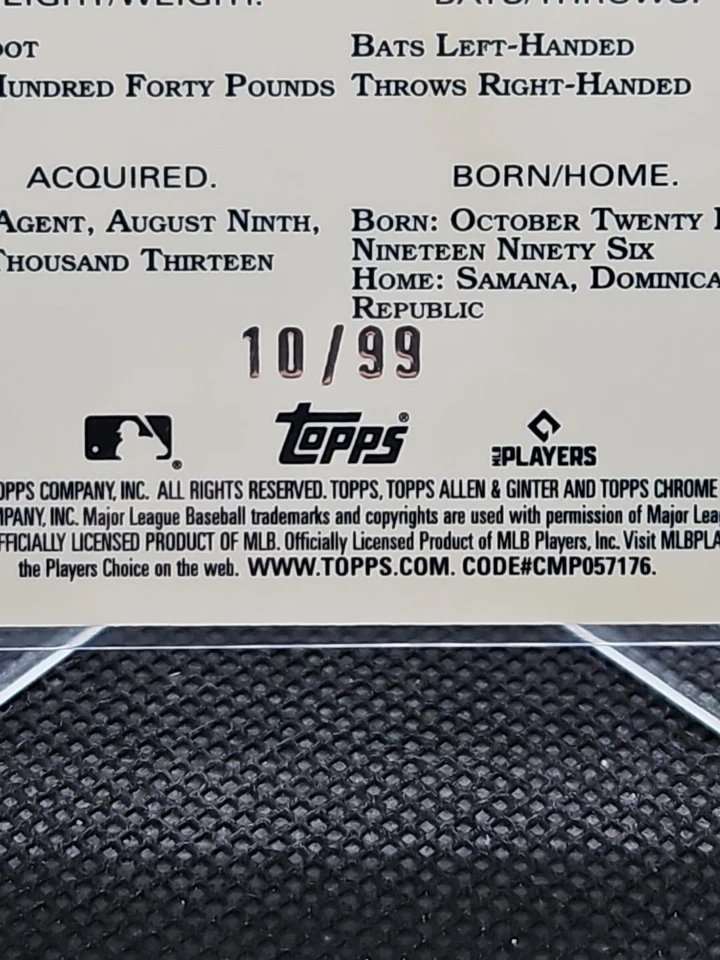 BATS LEFT-HANDED
HUNDRED FORTY POUNDS THROWS RIGHT-HANDED
ACQUIRED. BORN/HOME.
AGENT, AUGUST NINTH, BORN: OCTOBER TWENTY
THOUSAND THIRTEEN NINETEEN NINETY SIX
HOME: SAMANA, DOMINICA
REPUBLIC
10/99
Topps® MLB PLAYERS
OPPS COMPANY, INC. ALL RIGHTS RESERVED. TOPPS, TOPPS ALLEN & GINTER AND TOPPS CHROME
MPANY, INC. Major League Baseball trademarks and copyrights are used with permission of Major Lea
FFICIALLY LICENSED PRODUCT OF MLB. Officially Licensed Product of MLB Players, Inc. Visit MLBPLA
the Players Choice on the web. WWW.TOPPS.COM. CODE#CMP057176.